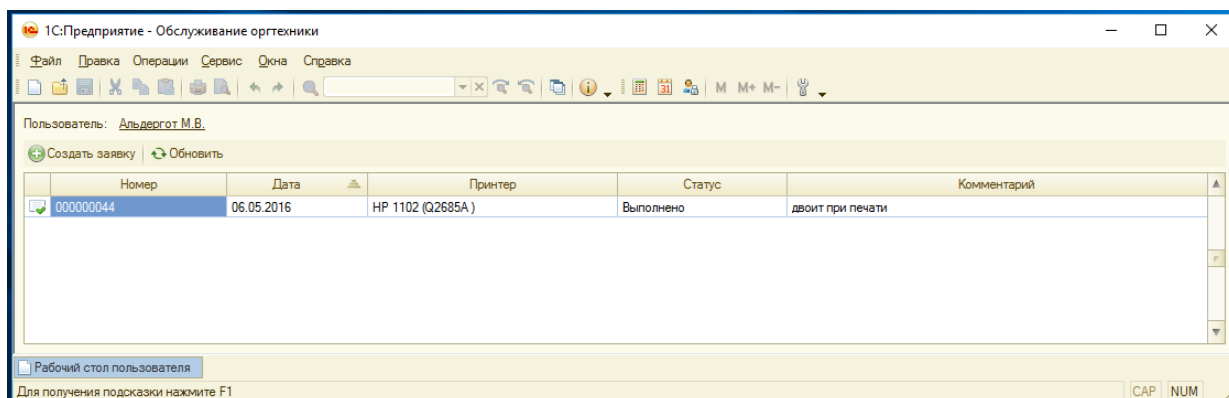 1С:Предприятие - Обслуживание оргтехники
Файл Правка Операции Сервис Окна Справка
31 M M+ M-
Пользователь: Альдергот М.В.
Создать заявку Обновить
Номер Дата Принтер Статус Комментарий
000000044 06.05.2016 HP 1102 (Q2685A ) Выполнено двоит при печати
Рабочий стол пользователя
Для получения подсказки нажмите F1 CAP NUM